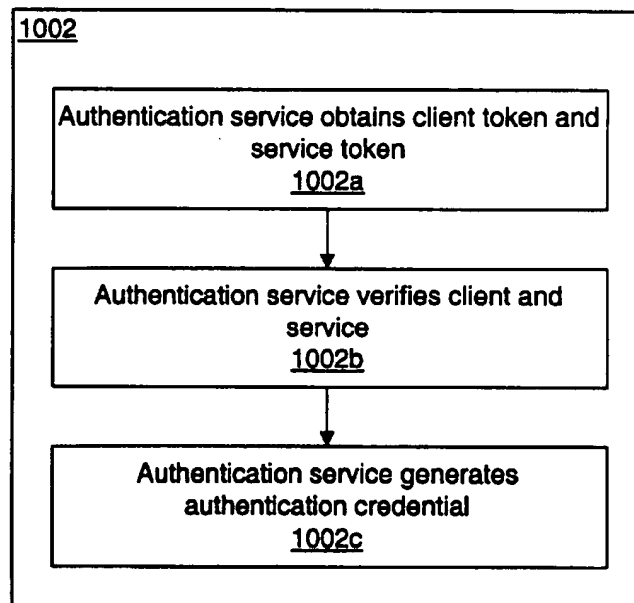 1002
Authentication service obtains client token and
service token
1002a
Authentication service verifies client and
service
1002b
Authentication service generates
authentication credential
1002c